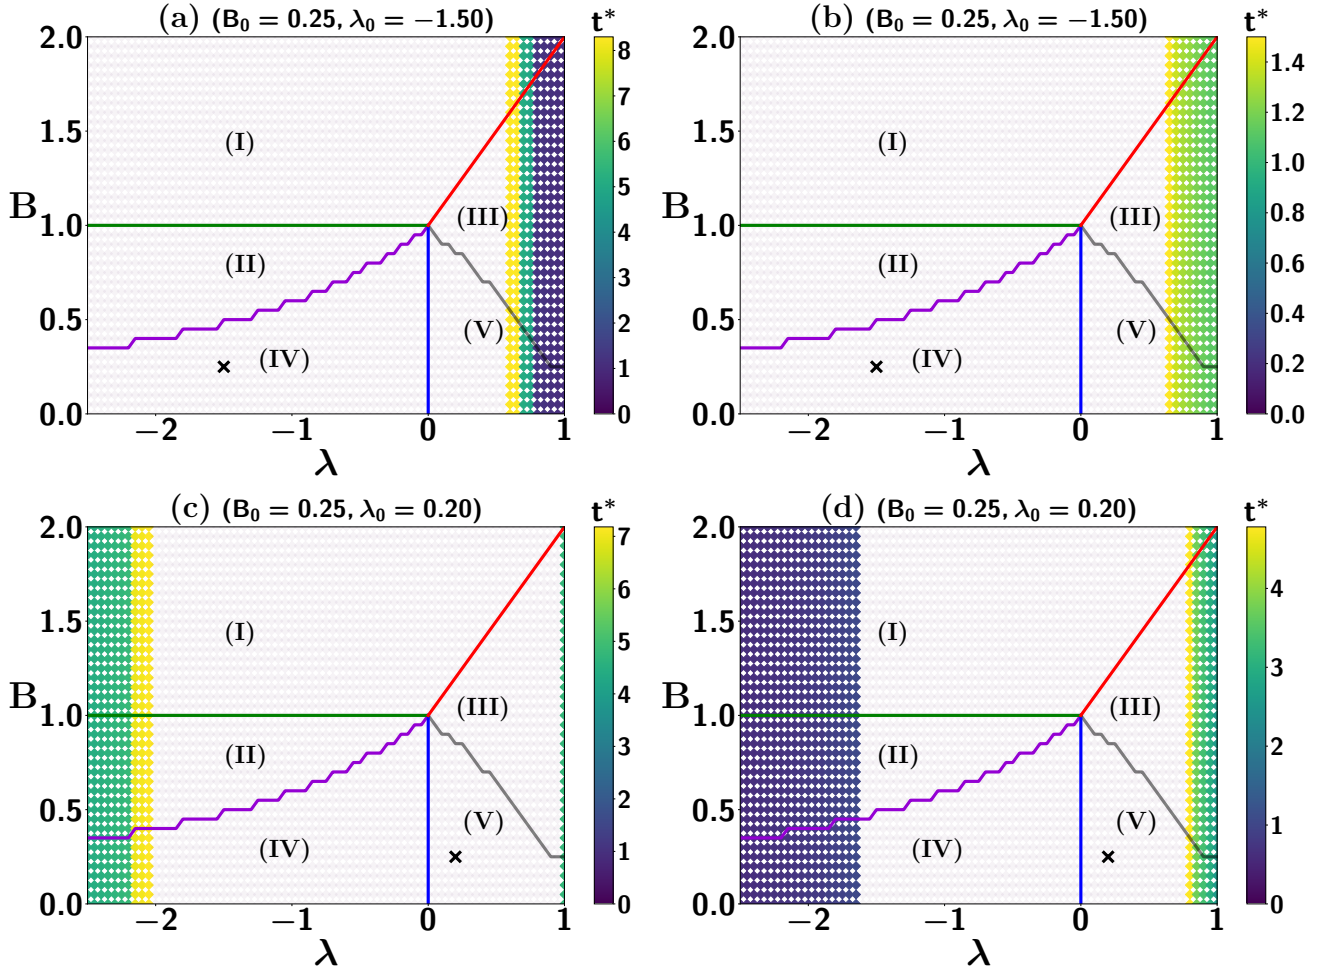 (a) (B₀ = 0.25, λ₀ = −1.50) t*
(b) (B₀ = 0.25, λ₀ = −1.50) t*
2.0
1.5
1.0
0.5
0.0
B
(I)
(II)
(III)
(IV)
(V)
−2 −1 0 1
λ
8
7
6
5
4
3
2
1
0
2.0
1.5
1.0
0.5
0.0
B
(I)
(II)
(III)
(IV)
(V)
−2 −1 0 1
λ
1.4
1.2
1.0
0.8
0.6
0.4
0.2
0.0
(c) (B₀ = 0.25, λ₀ = 0.20) t*
(d) (B₀ = 0.25, λ₀ = 0.20) t*
2.0
1.5
1.0
0.5
0.0
B
(I)
(II)
(III)
(IV)
(V)
−2 −1 0 1
λ
7
6
5
4
3
2
1
0
2.0
1.5
1.0
0.5
0.0
B
(I)
(II)
(III)
(IV)
(V)
−2 −1 0 1
λ
4
3
2
1
0